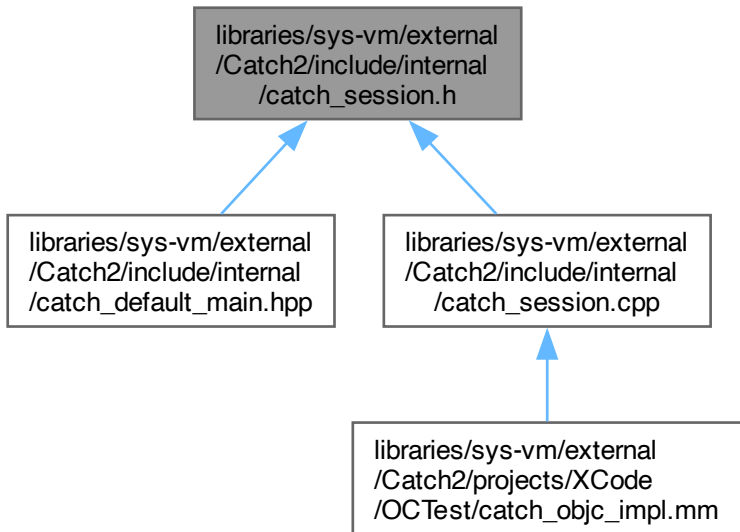 libraries/sys-vm/external
/Catch2/include/internal
/catch_session.h
libraries/sys-vm/external
/Catch2/include/internal
/catch_default_main.hpp
libraries/sys-vm/external
/Catch2/include/internal
/catch_session.cpp
libraries/sys-vm/external
/Catch2/projects/XCode
/OCTest/catch_objc_impl.mm